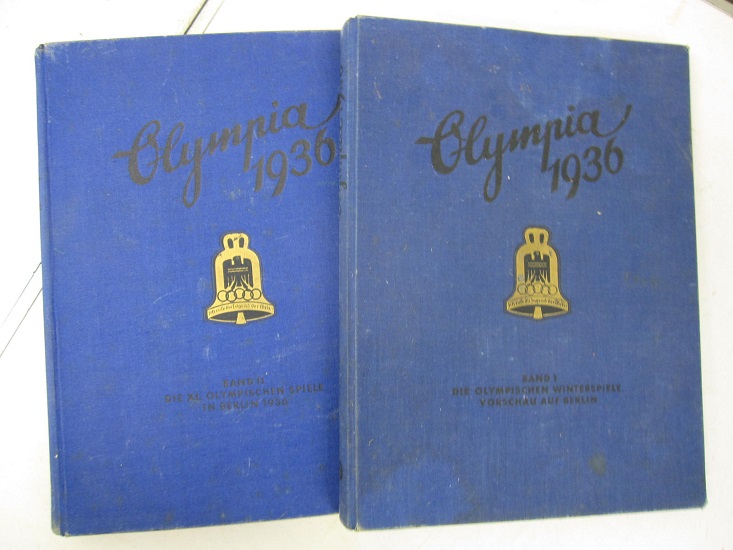 Olympia
1936
BAND II
DIE XI. OLYMPISCHEN SPIELE
IN BERLIN 1936
Olympia
1936
BAND I
DIE OLYMPISCHEN WINTERSPIELE
VORSCHAU AUF BERLIN